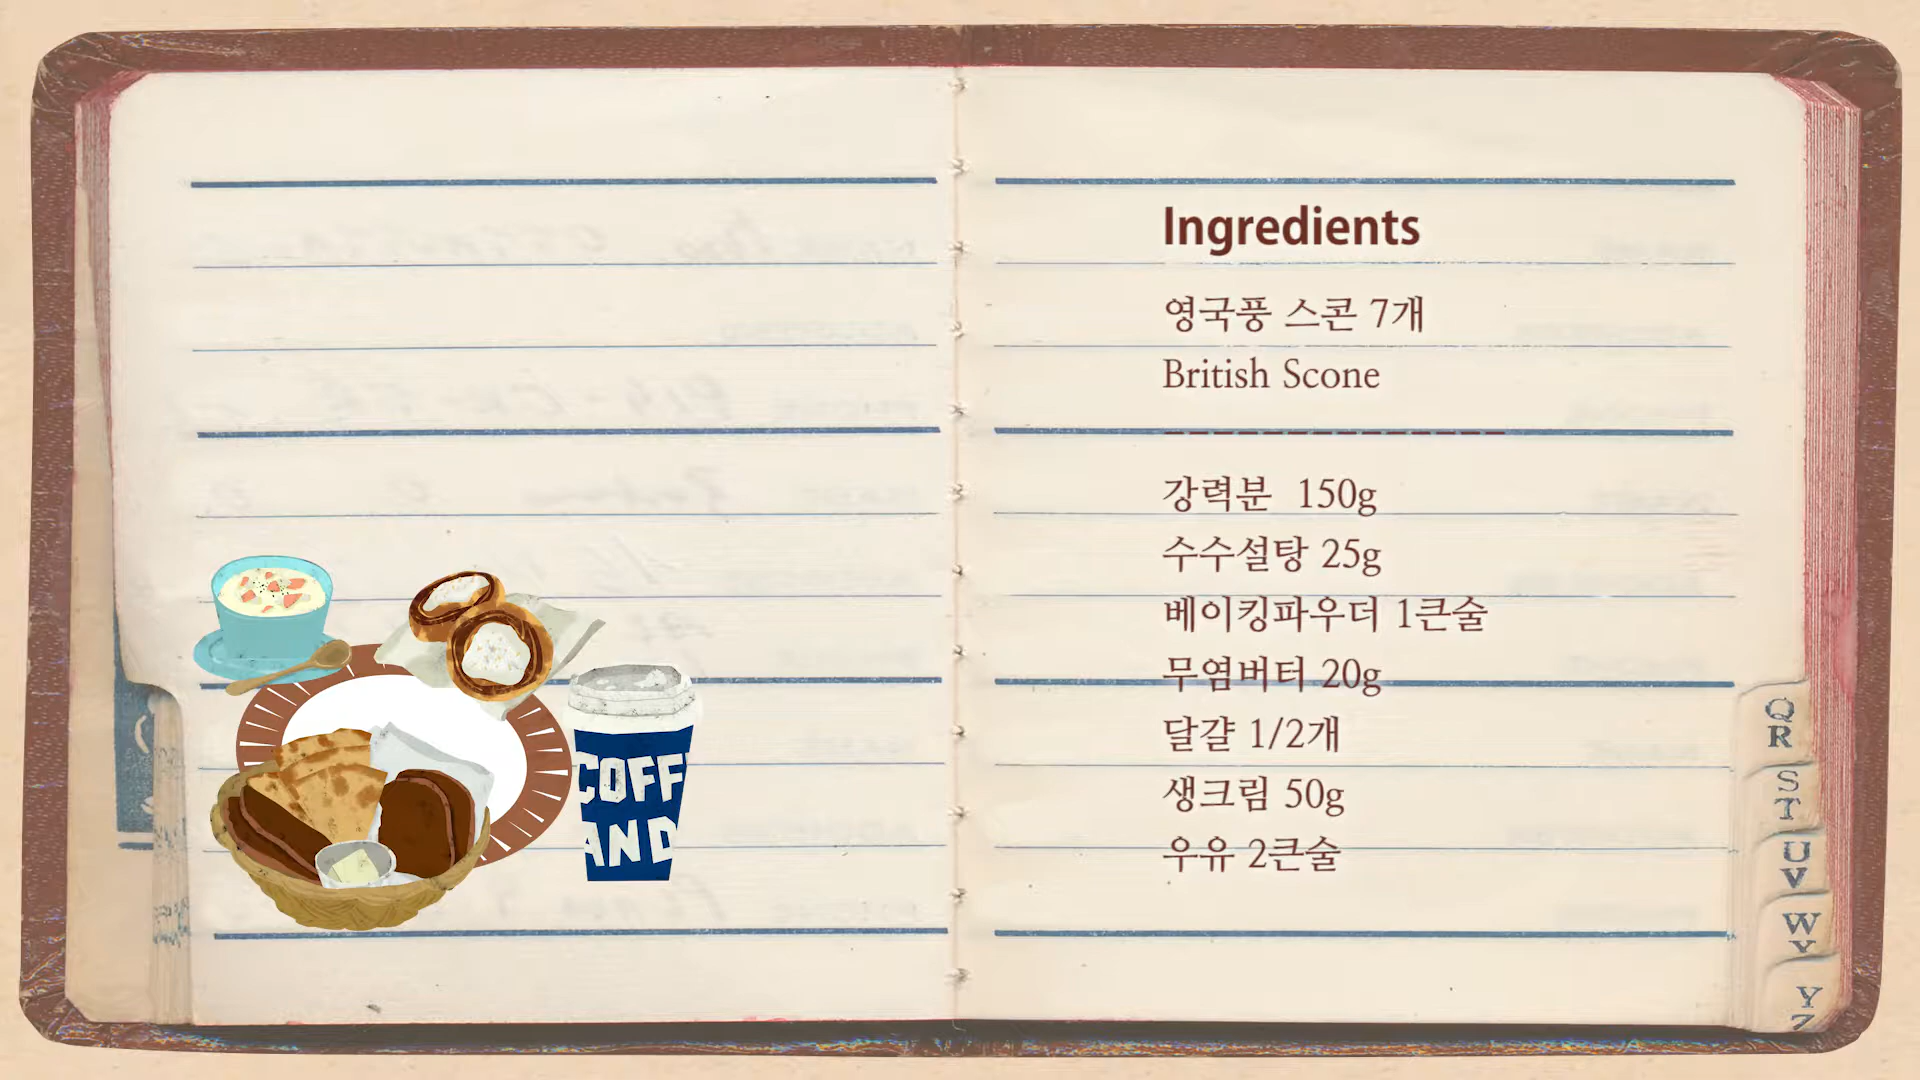 Ingredients
영국풍 스콘 7개
British Scone
강력분 150g
수수설탕 25g
베이킹파우더 1큰술
무염버터 20g
달걀 1/2개
생크림 50g
우유 2큰술
COFF
AND
Q
R
S
T
U
V
W
Y
Z